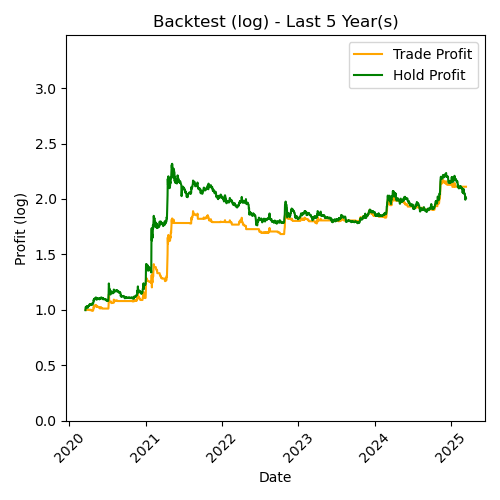 Backtest (log) - Last 5 Year(s)
Trade Profit
Hold Profit
Profit (log)
3.0
2.5
2.0
1.5
1.0
0.5
0.0
2020
2021
2022
2023
2024
2025
Date